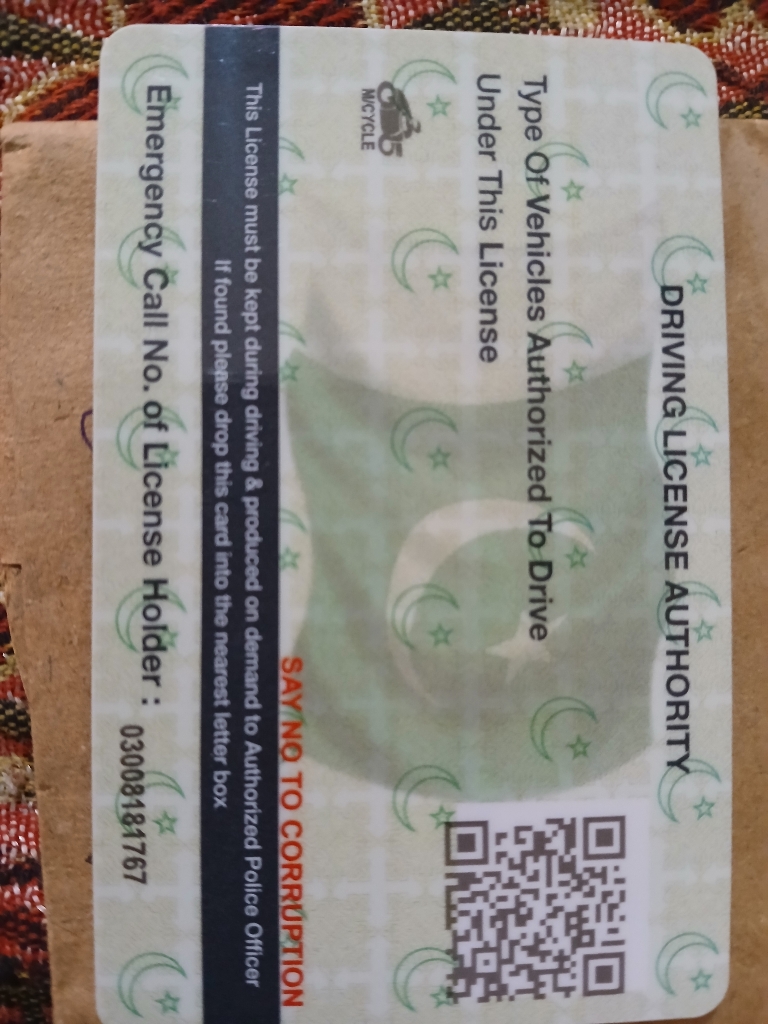 DRIVING LICENSE AUTHORITY
Type Of Vehicles Authorized To Drive
Under This License
M/CYCLE
SAY NO TO CORRUPTION
This License must be kept during driving & produced on demand to Authorized Police Officer
If found please drop this card into the nearest letter box
Emergency Call No. of License Holder :
03008181767